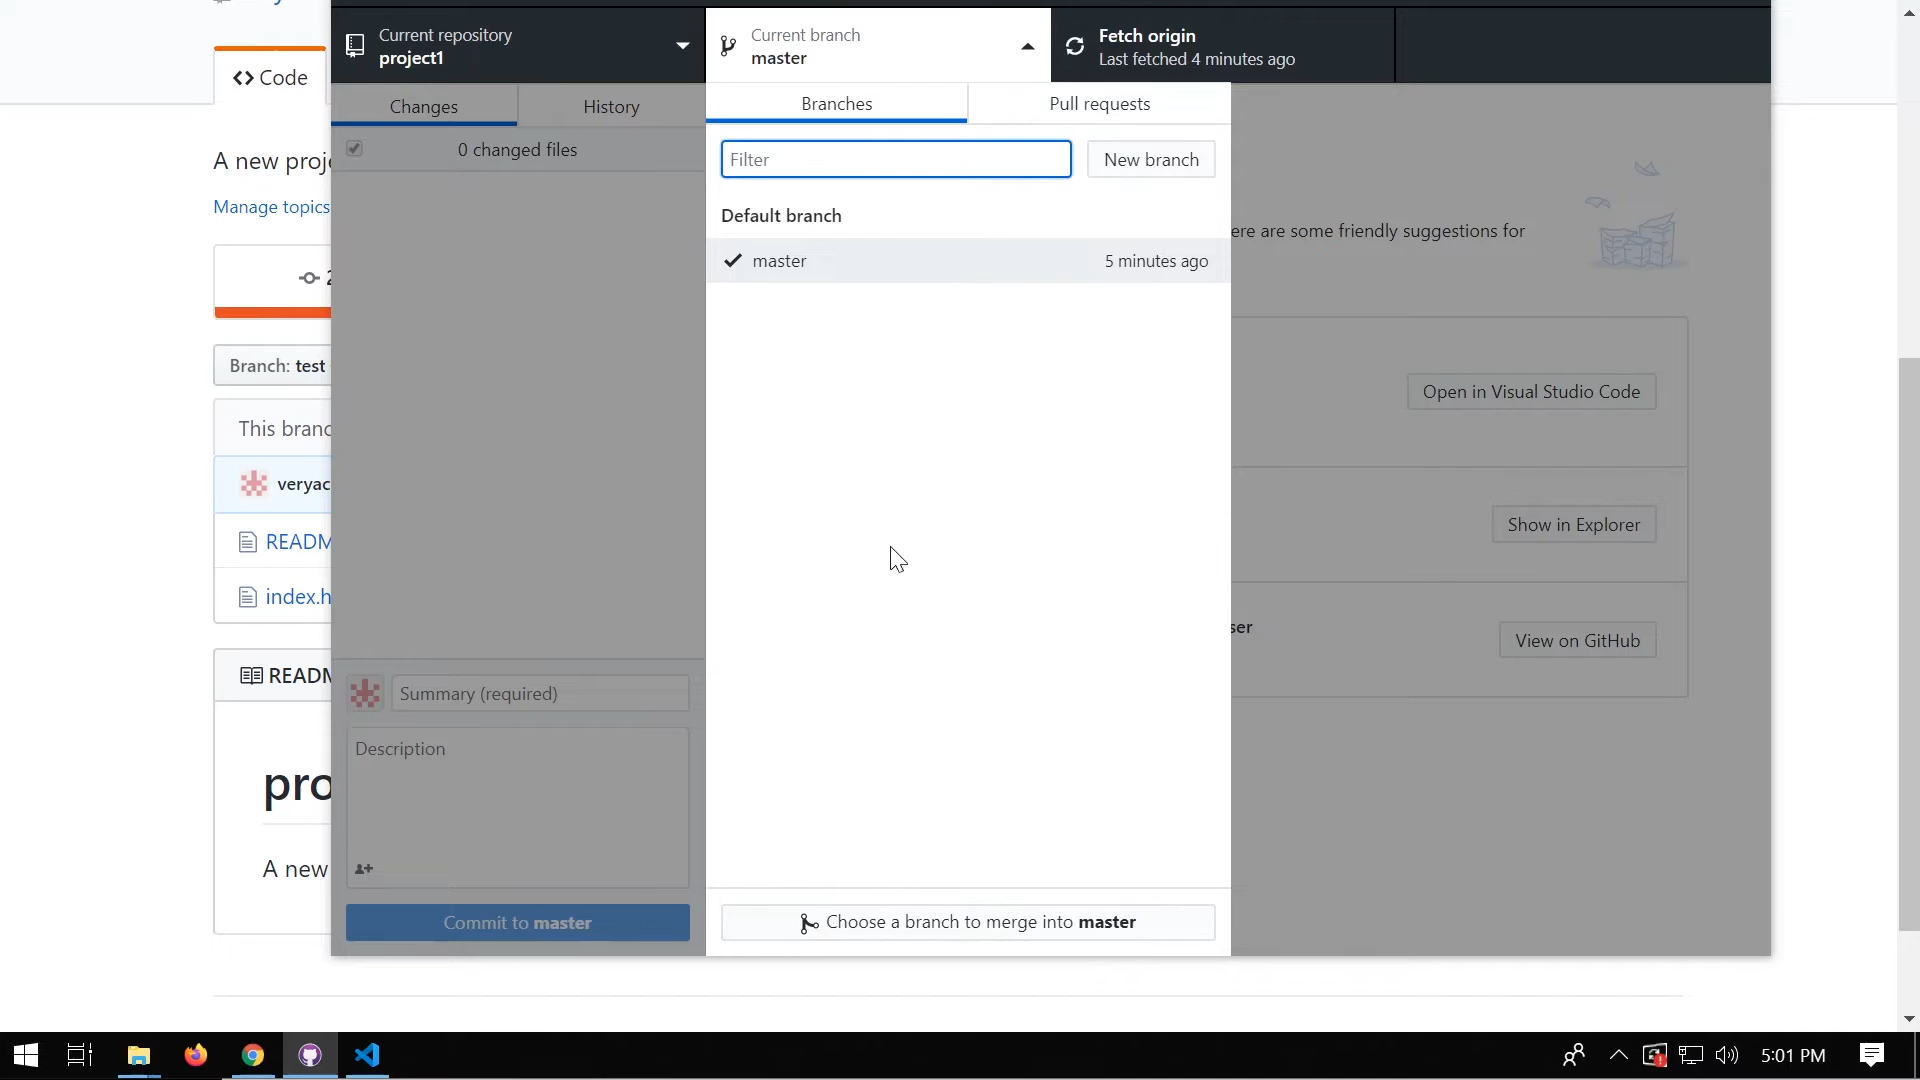 Current repository
project1
Current branch
master
Fetch origin
Last fetched 4 minutes ago
Code
Changes
History
Branches
Pull requests
0 changed files
Filter
New branch
A new proje
Manage topics
Default branch
master
5 minutes ago
ere are some friendly suggestions for
2
Branch: test
Open in Visual Studio Code
This branc
veryac
Show in Explorer
READM
index.h
ser
View on GitHub
READM
Summary (required)
Description
pro
A new
Commit to master
Choose a branch to merge into master
5:01 PM